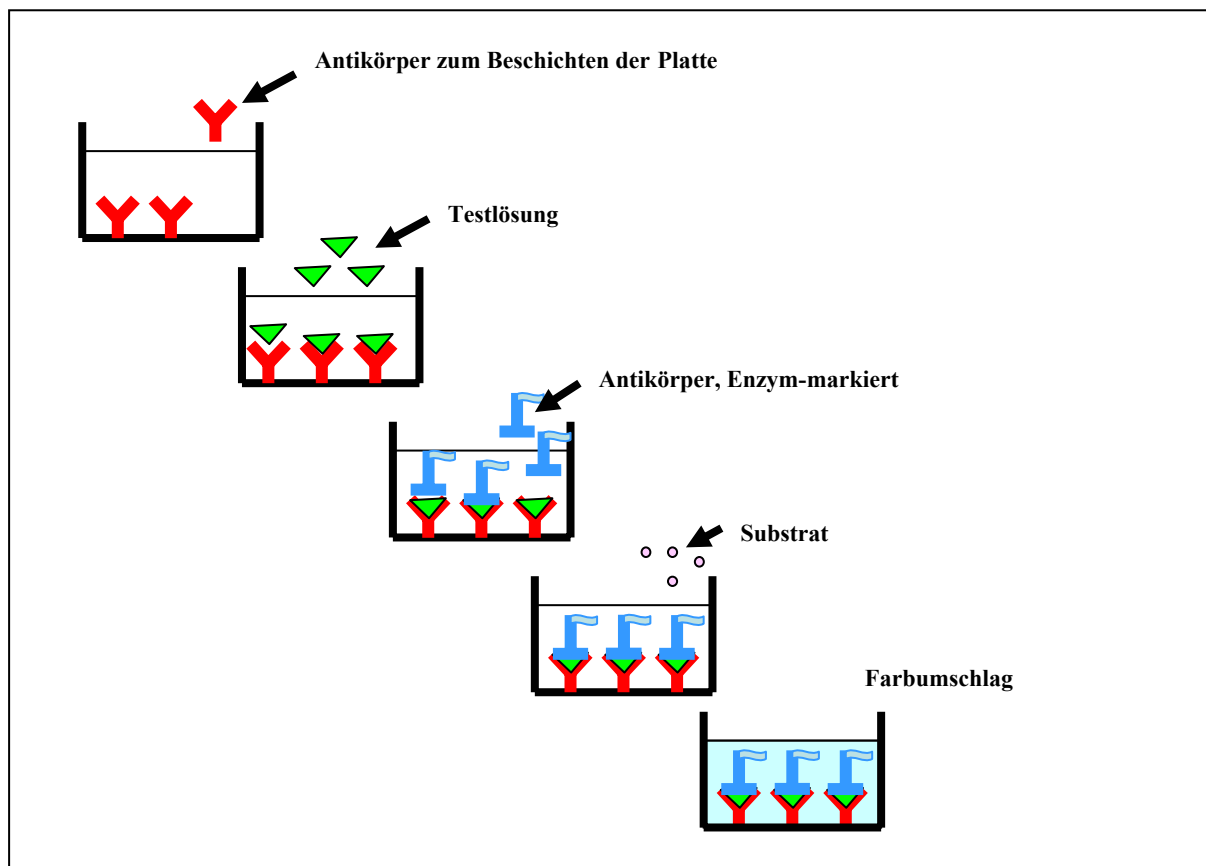 Antikörper zum Beschichten der Platte
Testlösung
Antikörper, Enzym-markiert
Substrat
Farbumschlag